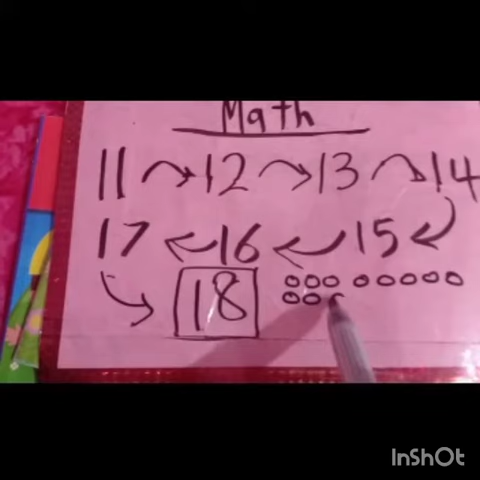 Math
11 → 12 → 13 → 14
17 ← 16 ← 15
18
InShOt